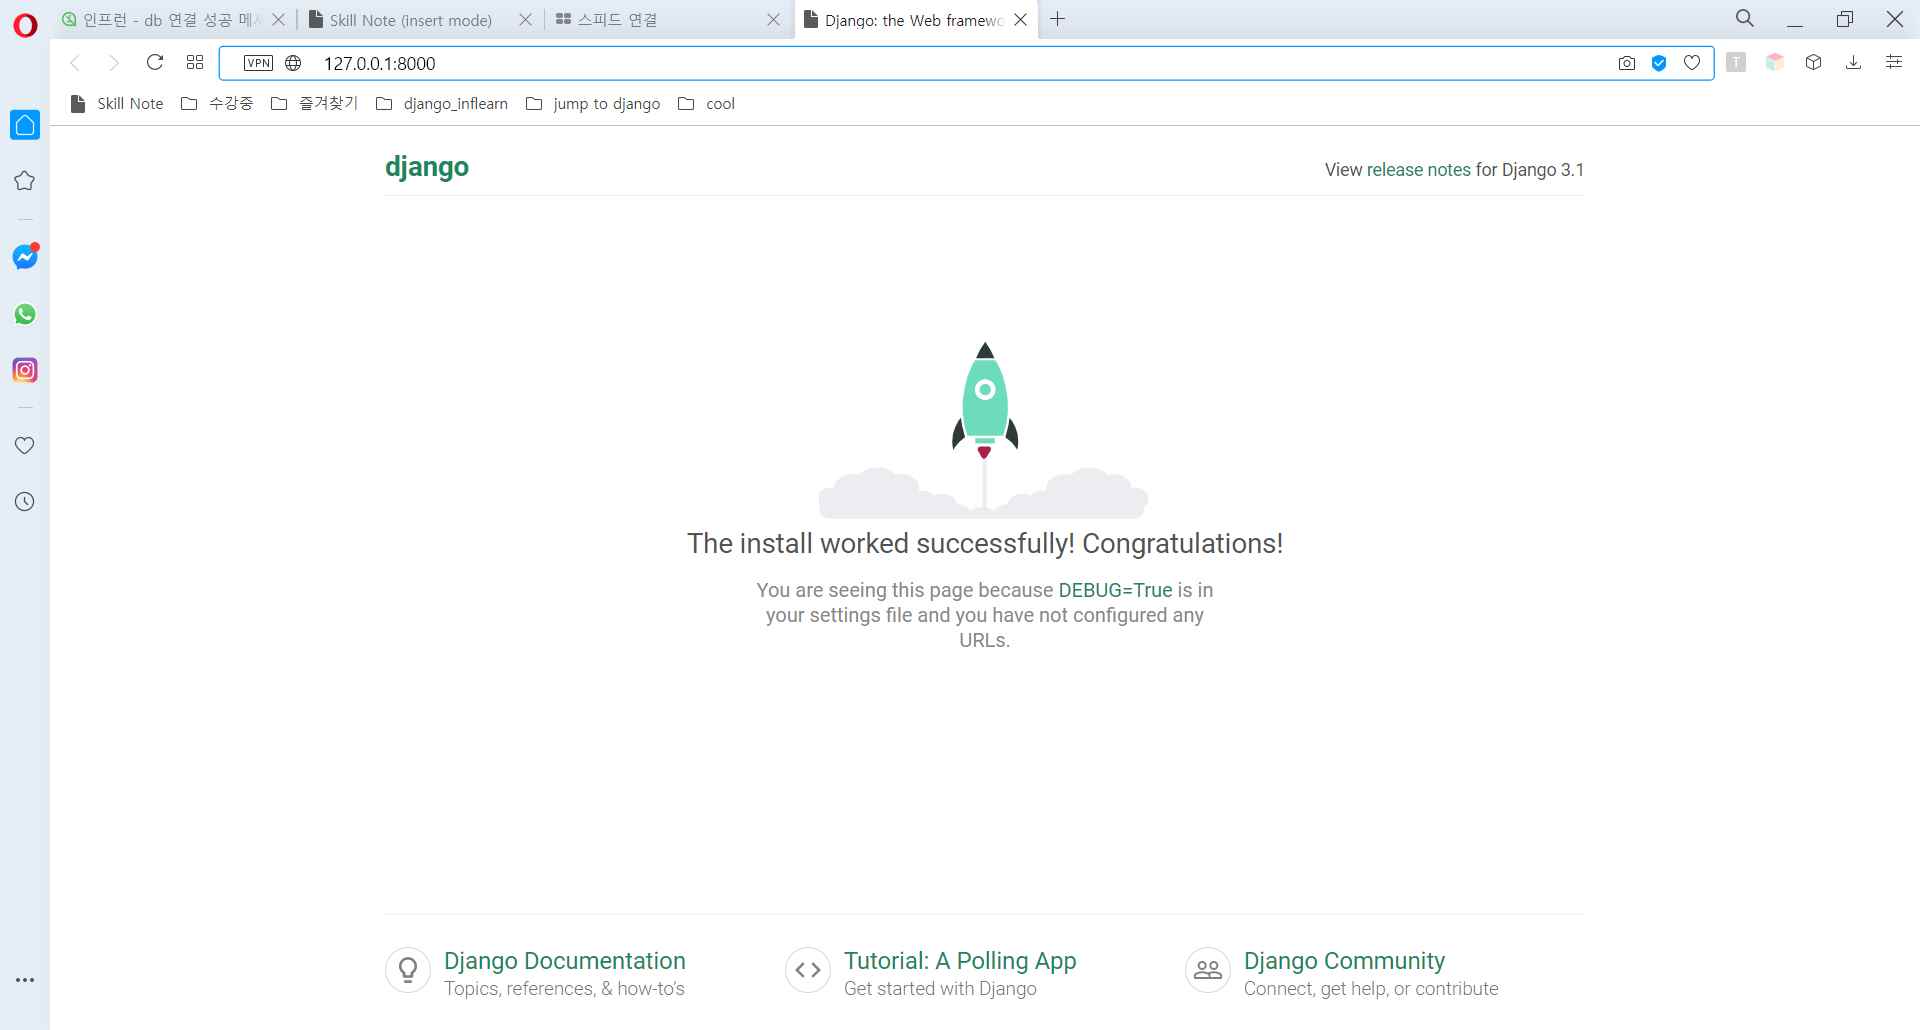 인프런 - db 연결 성공 메시
Skill Note (insert mode)
스피드 연결
Django: the Web framewo
VPN
127.0.0.1:8000
T
Skill Note
수강중
즐겨찾기
django_inflearn
jump to django
cool
django
View release notes for Django 3.1
The install worked successfully! Congratulations!
You are seeing this page because DEBUG=True is in
your settings file and you have not configured any
URLs.
Django Documentation
Topics, references, & how-to's
Tutorial: A Polling App
Get started with Django
Django Community
Connect, get help, or contribute